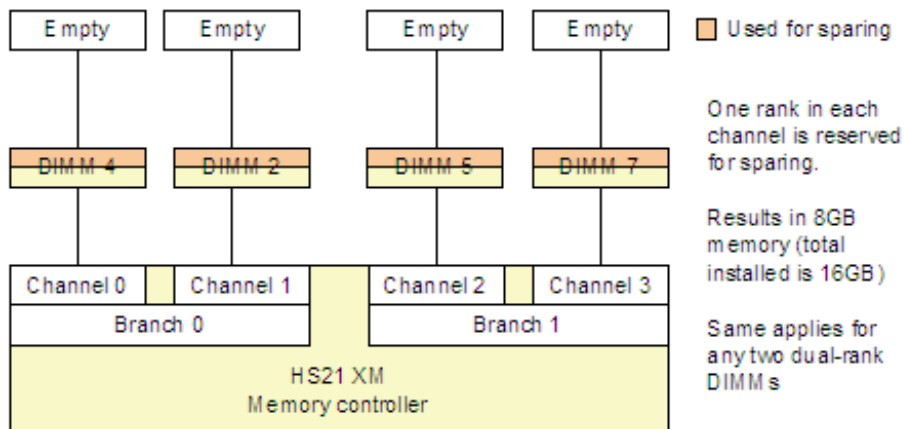 Empty Empty Empty Empty
Used for sparing
One rank in each
channel is reserved
for sparing.
DIMM 4 DIMM 2 DIMM 5 DIMM 7
Results in 8GB
memory (total
installed is 16GB)
Channel 0 Channel 1 Channel 2 Channel 3
Branch 0 Branch 1
Same applies for
any two dual-rank
DIMMs
HS21 XM
Memory controller